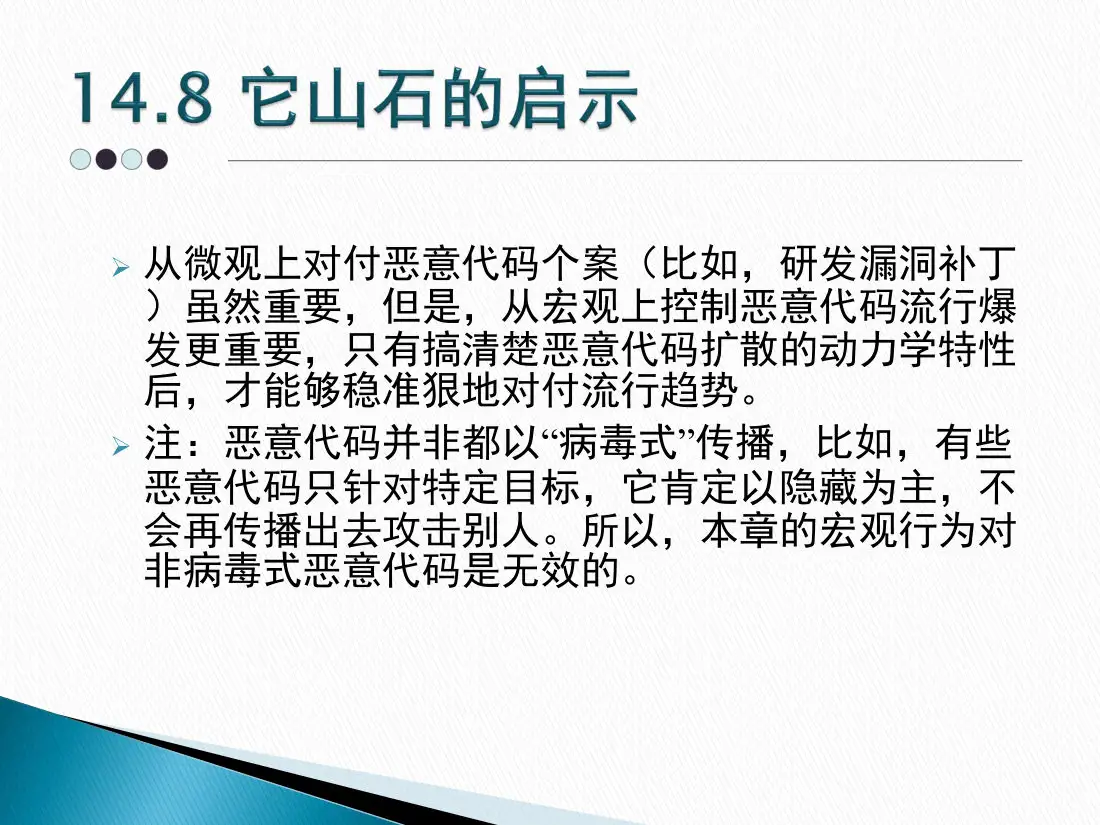 14.8 它山石的启示
从微观上对付恶意代码个案（比如，研发漏洞补丁
）虽然重要，但是，从宏观上控制恶意代码流行爆
发更重要，只有搞清楚恶意代码扩散的动力学特性
后，才能够稳准狠地对付流行趋势。
注：恶意代码并非都以“病毒式”传播，比如，有些
恶意代码只针对特定目标，它肯定以隐藏为主，不
会再传播出去攻击别人。所以，本章的宏观行为对
非病毒式恶意代码是无效的。